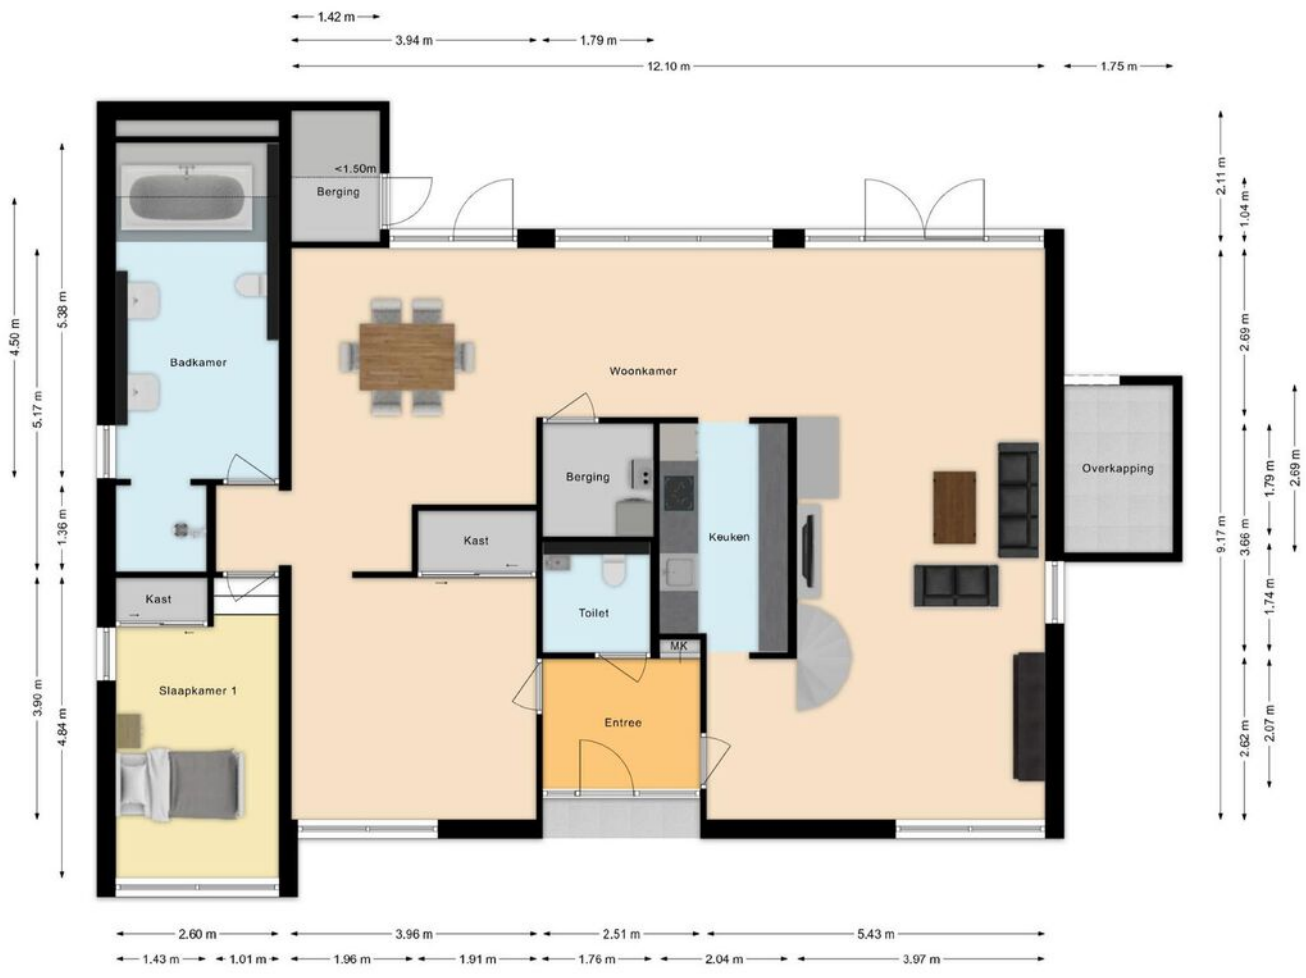 1.42 m
3.94 m
1.79 m
12.10 m
1.75 m
<1.50m
Berging
2.11 m
1.04 m
4.50 m
5.17 m
5.38 m
Badkamer
Woonkamer
2.69 m
9.17 m
3.66 m
1.79 m
2.69 m
Berging
Overkapping
Keuken
Kast
1.36 m
Kast
Toilet
1.74 m
MK
Slaapkamer 1
3.90 m
4.84 m
Entree
2.62 m
2.07 m
2.60 m
3.96 m
2.51 m
5.43 m
1.43 m
1.01 m
1.96 m
1.91 m
1.76 m
2.04 m
3.97 m